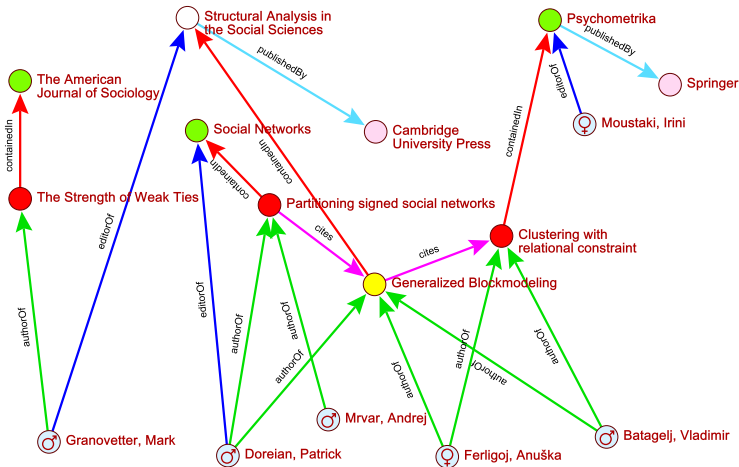 Structural Analysis in
the Social Sciences
Psychometrika
publishedBy
publishedBy
The American
Journal of Sociology
Springer
editorOf
Moustaki, Irini
Social Networks
Cambridge
University Press
containedIn
containedIn
containedIn
containedIn
The Strength of Weak Ties
Partitioning signed social networks
editorOf
cites
Clustering with
relational constraint
cites
Generalized Blockmodeling
editorOf
authorOf
authorOf
authorOf
authorOf
authorOf
authorOf
authorOf
authorOf
Mrvar, Andrej
Granovetter, Mark
Doreian, Patrick
Ferligoj, Anuška
Batagelj, Vladimir